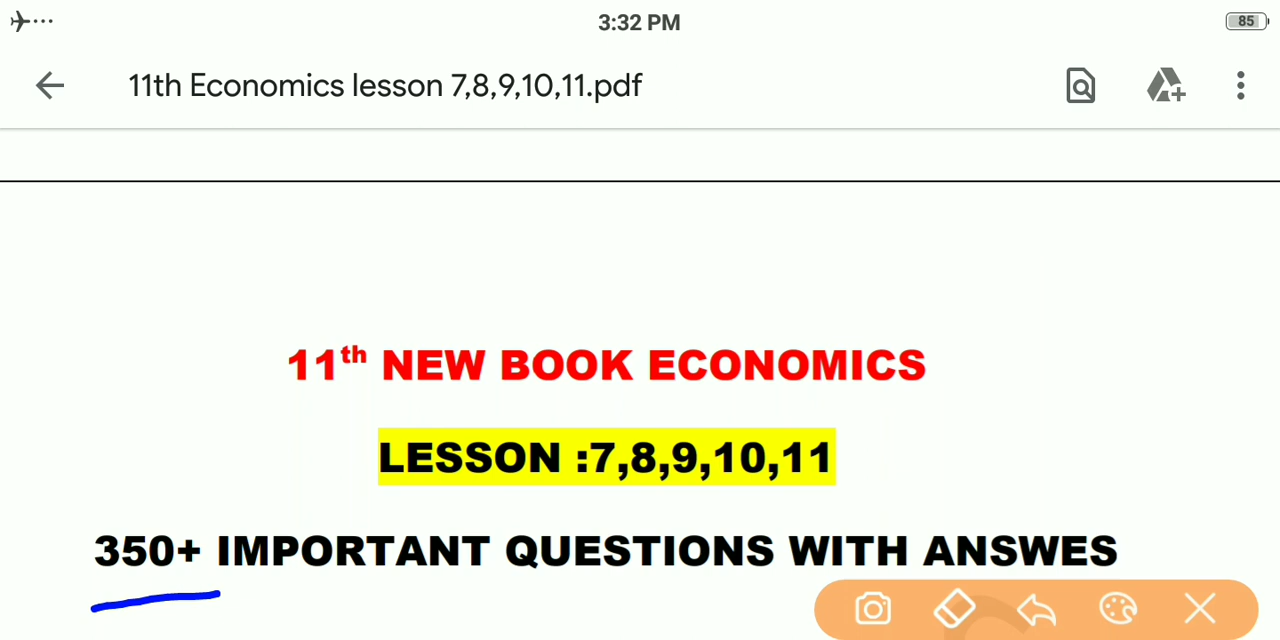 3:32 PM
85
11th Economics lesson 7,8,9,10,11.pdf
11th NEW BOOK ECONOMICS
LESSON :7,8,9,10,11
350+ IMPORTANT QUESTIONS WITH ANSWES